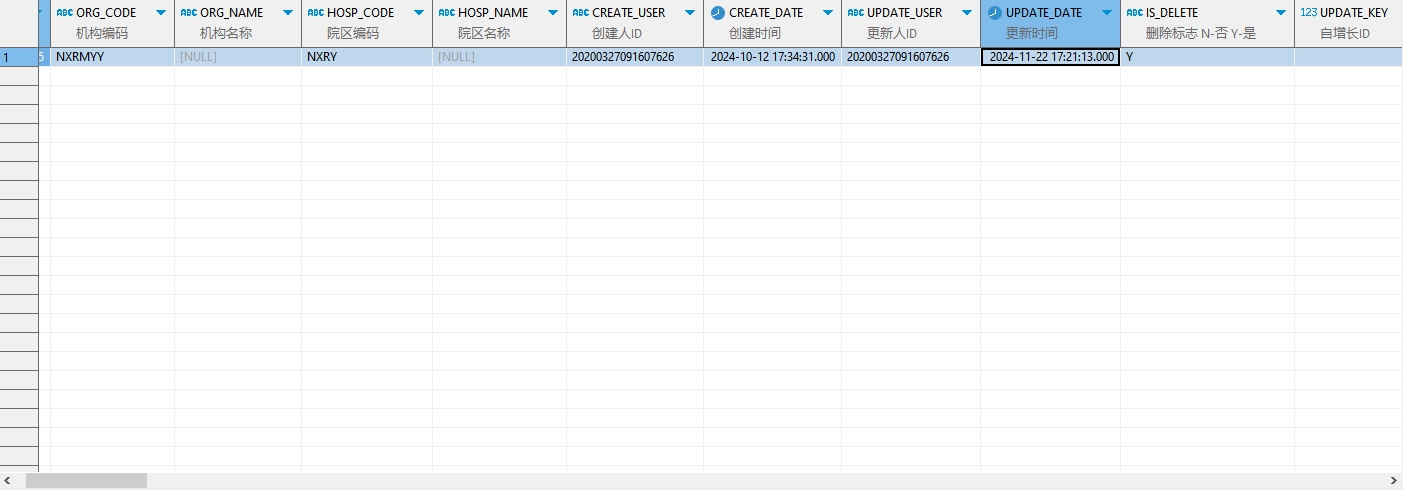 ABC ORG_CODE ABC ORG_NAME ABC HOSP_CODE ABC HOSP_NAME ABC CREATE_USER CREATE_DATE ABC UPDATE_USER UPDATE_DATE ABC IS_DELETE 123 UPDATE_KEY
机构编码 机构名称 院区编码 院区名称 创建人ID 创建时间 更新人ID 更新时间 删除标志 N-否 Y-是 自增长ID
1 5 NXRMYY [NULL] NXRY [NULL] 20200327091607626 2024-10-12 17:34:31.000 20200327091607626 2024-11-22 17:21:13.000 Y